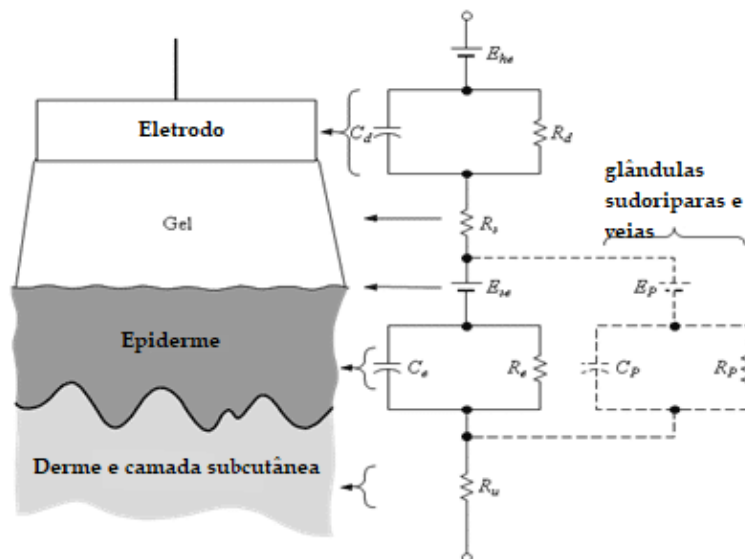 Eletrodo
Gel
Epiderme
Derme e camada subcutânea
E_he
C_d
R_d
R_s
E_se
C_e
R_e
R_u
glândulas
sudoriparas e
veias
E_P
C_P
R_P